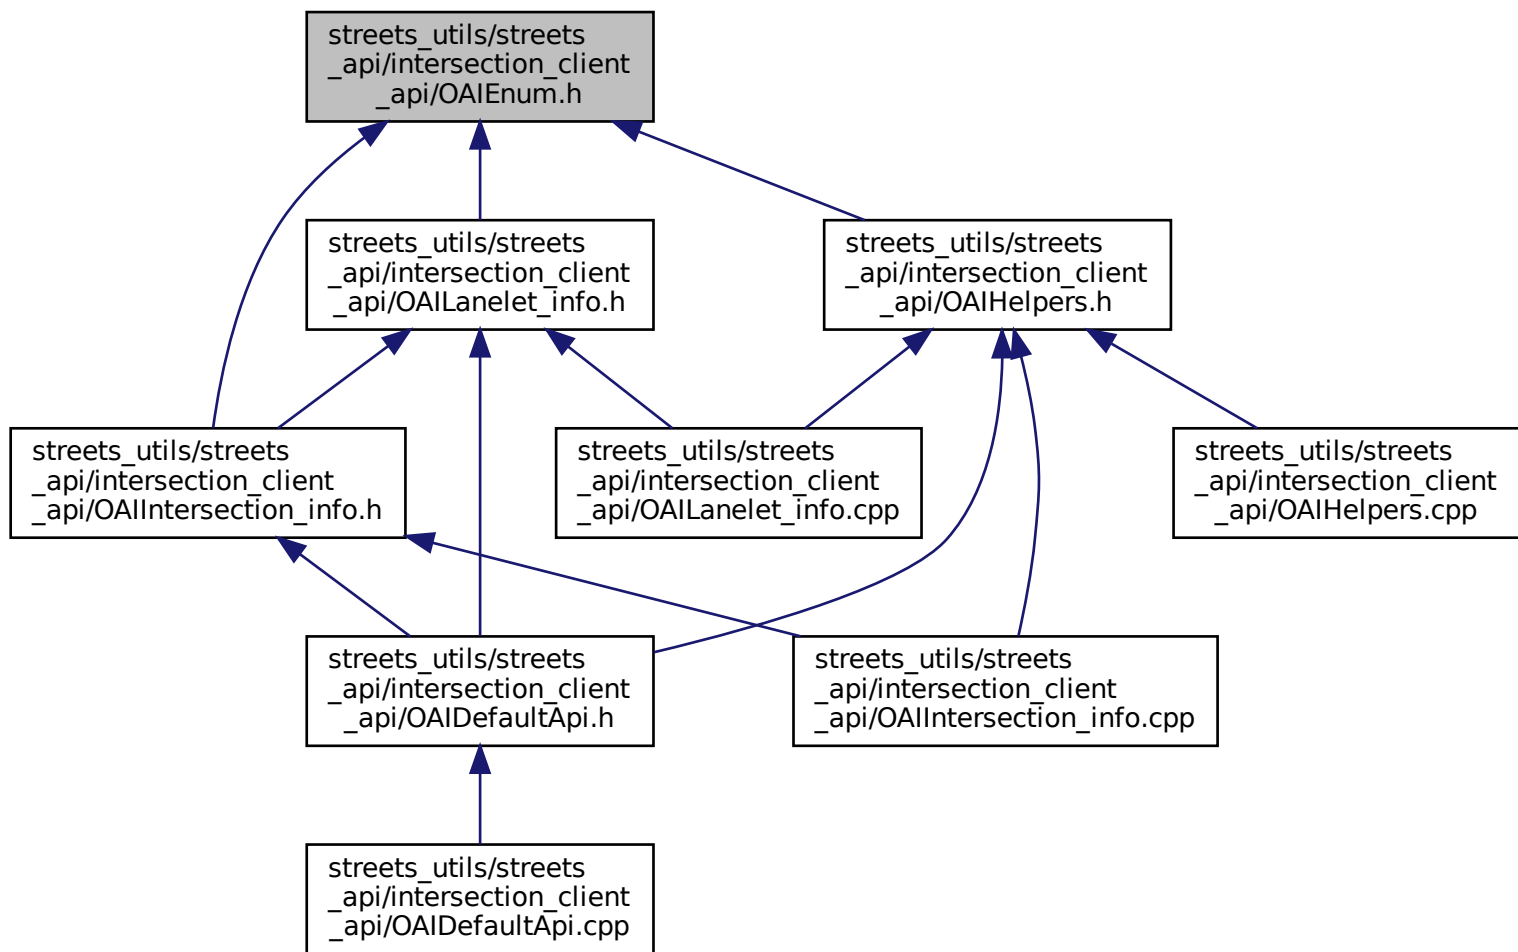 streets_utils/streets
_api/intersection_client
_api/OAIEnum.h
streets_utils/streets
_api/intersection_client
_api/OAILanelet_info.h
streets_utils/streets
_api/intersection_client
_api/OAIHelpers.h
streets_utils/streets
_api/intersection_client
_api/OAIIntersection_info.h
streets_utils/streets
_api/intersection_client
_api/OAILanelet_info.cpp
streets_utils/streets
_api/intersection_client
_api/OAIHelpers.cpp
streets_utils/streets
_api/intersection_client
_api/OAIDefaultApi.h
streets_utils/streets
_api/intersection_client
_api/OAIIntersection_info.cpp
streets_utils/streets
_api/intersection_client
_api/OAIDefaultApi.cpp